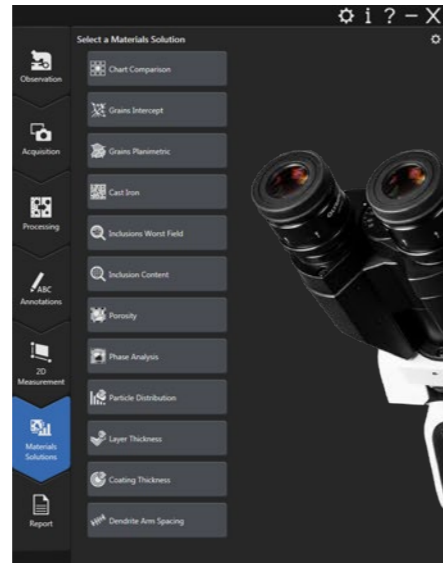 i ? – X
Select a Materials Solution
Observation
Acquisition
Processing
ABC
Annotations
2D
Measurement
Materials
Solutions
Report
Chart Comparison
Grains Intercept
Grains Planimetric
Cast Iron
Inclusions Worst Field
Inclusion Content
Porosity
Phase Analysis
Particle Distribution
Layer Thickness
Coating Thickness
Dendrite Arm Spacing